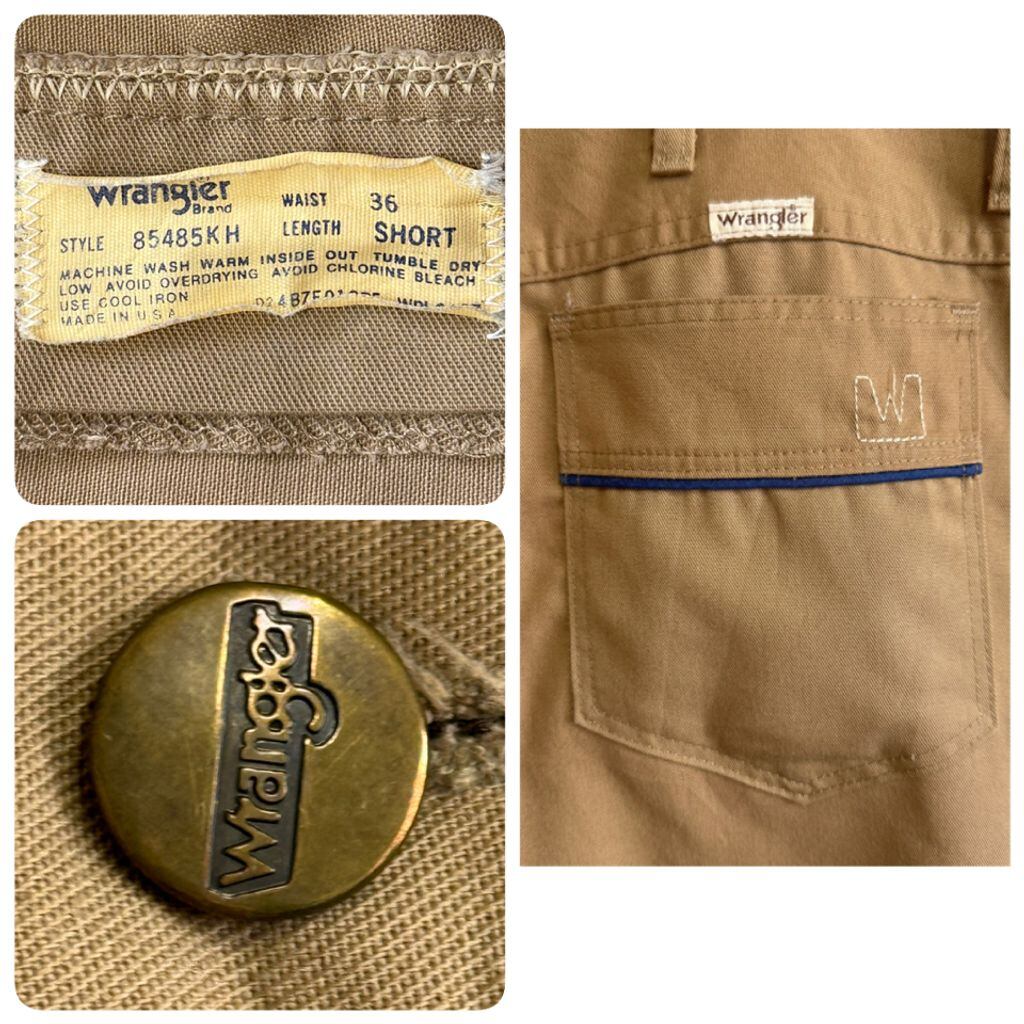 Wrangler®
Brand
WAIST 36
STYLE 85485KH LENGTH SHORT
MACHINE WASH WARM INSIDE OUT TUMBLE DRY
LOW AVOID OVERDRYING AVOID CHLORINE BLEACH
USE COOL IRON
MADE IN U.S.A
Wrangler®
W
Wrangler